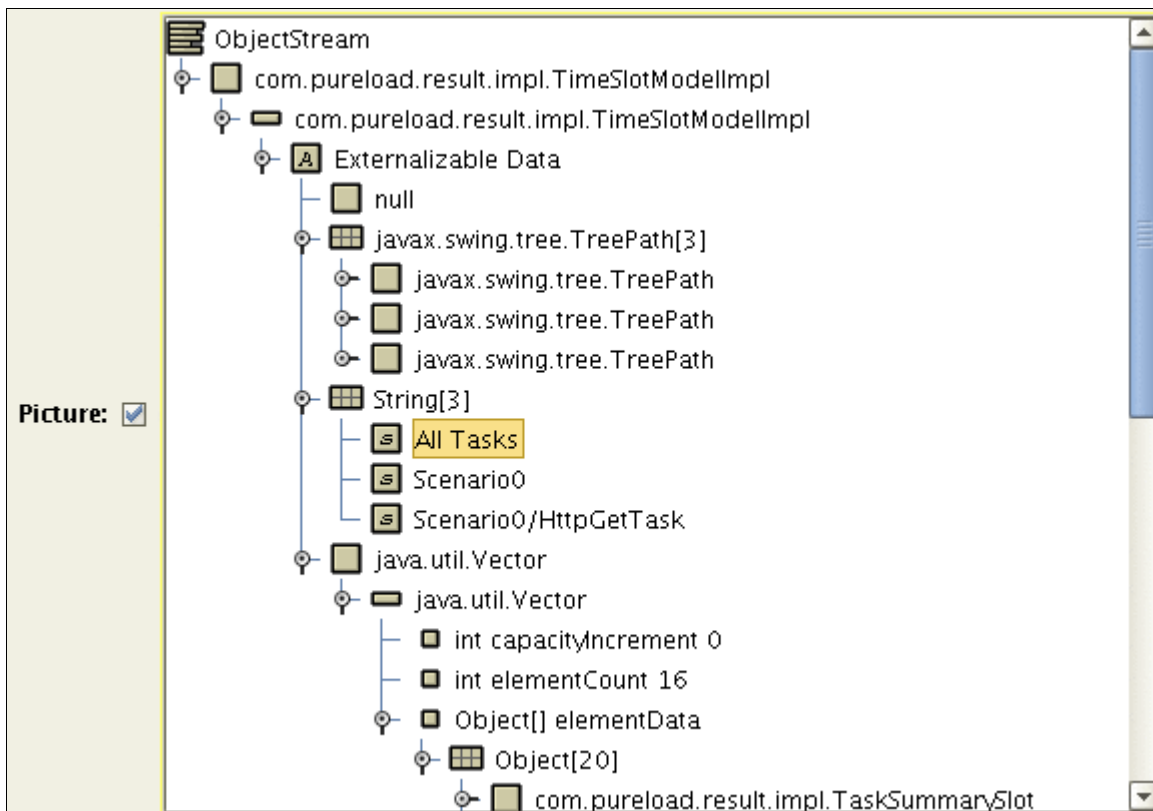 ObjectStream
com.pureload.result.impl.TimeSlotModelImpl
com.pureload.result.impl.TimeSlotModelImpl
A Externalizable Data
null
javax.swing.tree.TreePath[3]
javax.swing.tree.TreePath
javax.swing.tree.TreePath
javax.swing.tree.TreePath
String[3]
Picture:
s All Tasks
s Scenario0
s Scenario0/HttpGetTask
java.util.Vector
java.util.Vector
int capacityIncrement 0
int elementCount 16
Object[] elementData
Object[20]
com.pureload.result.impl.TaskSummarySlot